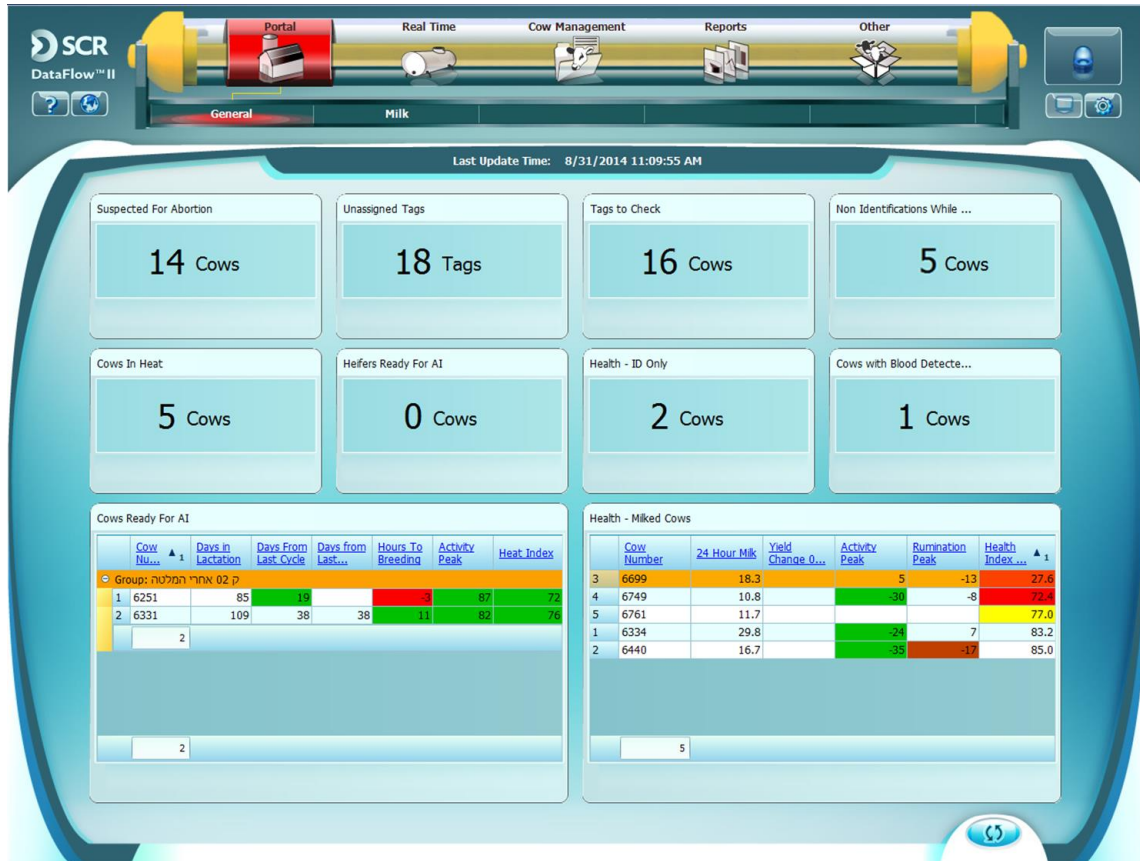 SCR
DataFlow™II
?
Portal
Real Time
Cow Management
Reports
Other
General
Milk
Last Update Time: 8/31/2014 11:09:55 AM
Suspected For Abortion
14 Cows
Unassigned Tags
18 Tags
Tags to Check
16 Cows
Non Identifications While ...
5 Cows
Cows In Heat
5 Cows
Heifers Ready For AI
0 Cows
Health - ID Only
2 Cows
Cows with Blood Detecte...
1 Cows
Cows Ready For AI
Cow Nu... ▲ 1 Days in Lactation Days From Last Cycle Days from Last... Hours To Breeding Activity Peak Heat Index
Group: ק 02 אחרי המלטה
1 6251 85 19 -3 87 72
2 6331 109 38 38 11 82 76
2
2
Health - Milked Cows
Cow Number 24 Hour Milk Yield Change 0... Activity Peak Rumination Peak Health Index ... ▲ 1
3 6699 18.3 5 -13 27.6
4 6749 10.8 -30 -8 72.4
5 6761 11.7 77.0
1 6334 29.8 -24 7 83.2
2 6440 16.7 -35 -17 85.0
5